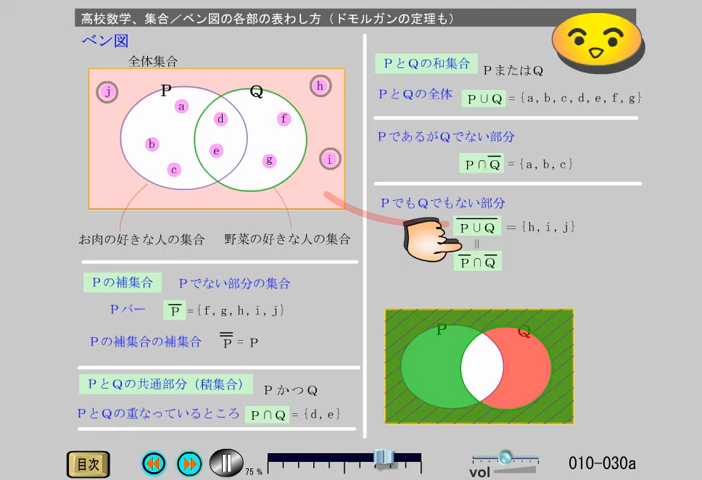 高校数学、集合／ベン図の各部の表わし方（ドモルガンの定理も）
ベン図
全体集合
P
Q
j
h
a
d
f
b
e
g
i
c
お肉の好きな人の集合
野菜の好きな人の集合
Pの補集合 Pでない部分の集合
Pバー P̅ = {f, g, h, i, j}
Pの補集合の補集合 P̿ = P
PとQの共通部分（積集合） PかつQ
PとQの重なっているところ P∩Q = {d, e}
PとQの和集合 PまたはQ
PとQの全体 P∪Q = {a, b, c, d, e, f, g}
PであるがQでない部分
P∩Q̅ = {a, b, c}
PでもQでもない部分
P̅∪̅Q̅ = {h, i, j}
॥
P̅∩Q̅
P
Q
目次
75 %
vol
010-030a